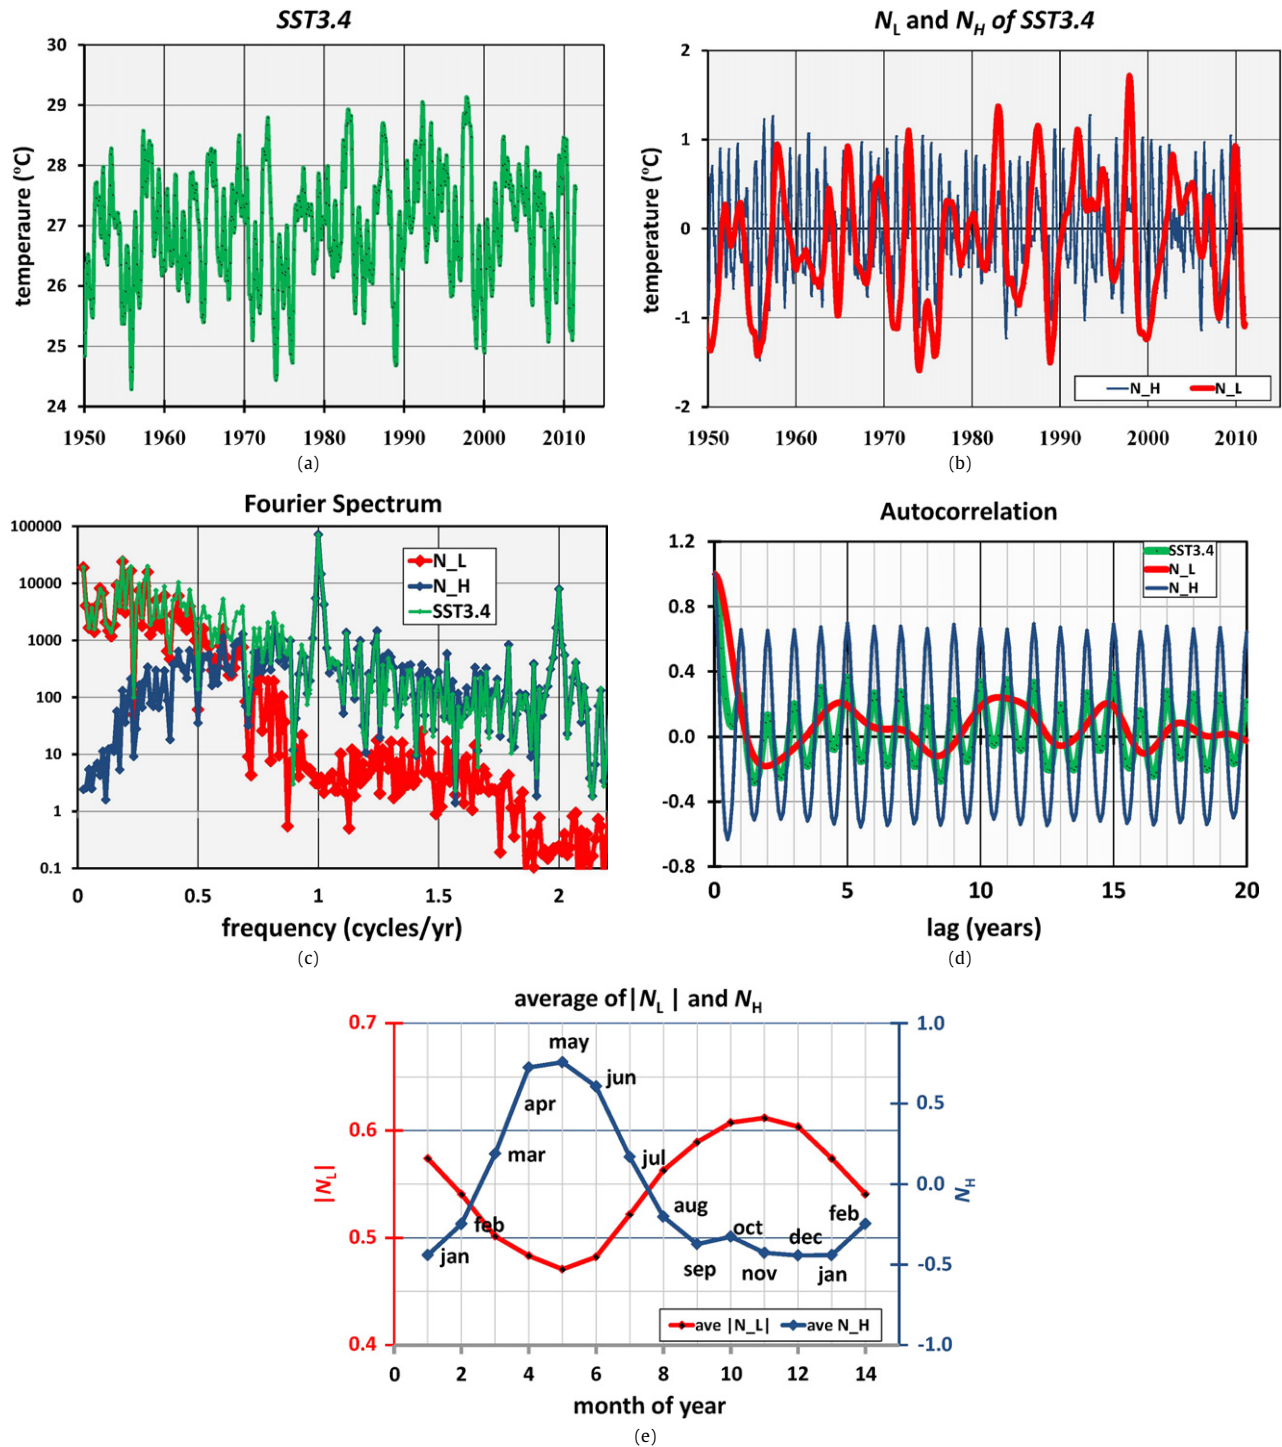 SST3.4
N_L and N_H of SST3.4
30
29
28
27
26
25
24
temperaure (°C)
1950 1960 1970 1980 1990 2000 2010
(a)
2
1
0
-1
-2
temperature (°C)
N_H N_L
1950 1960 1970 1980 1990 2000 2010
(b)
Fourier Spectrum
100000
10000
1000
100
10
1
0.1
N_L
N_H
SST3.4
0 0.5 1 1.5 2
frequency (cycles/yr)
(c)
Autocorrelation
1.2
0.8
0.4
0.0
-0.4
-0.8
SST3.4
N_L
N_H
0 5 10 15 20
lag (years)
(d)
average of|N_L | and N_H
0.7
0.6
0.5
0.4
|N_L|
1.0
0.5
0.0
-0.5
-1.0
N_H
jan
feb
mar
apr
may
jun
jul
aug
sep
oct
nov
dec
jan
feb
ave |N_L| ave N_H
0 2 4 6 8 10 12 14
month of year
(e)